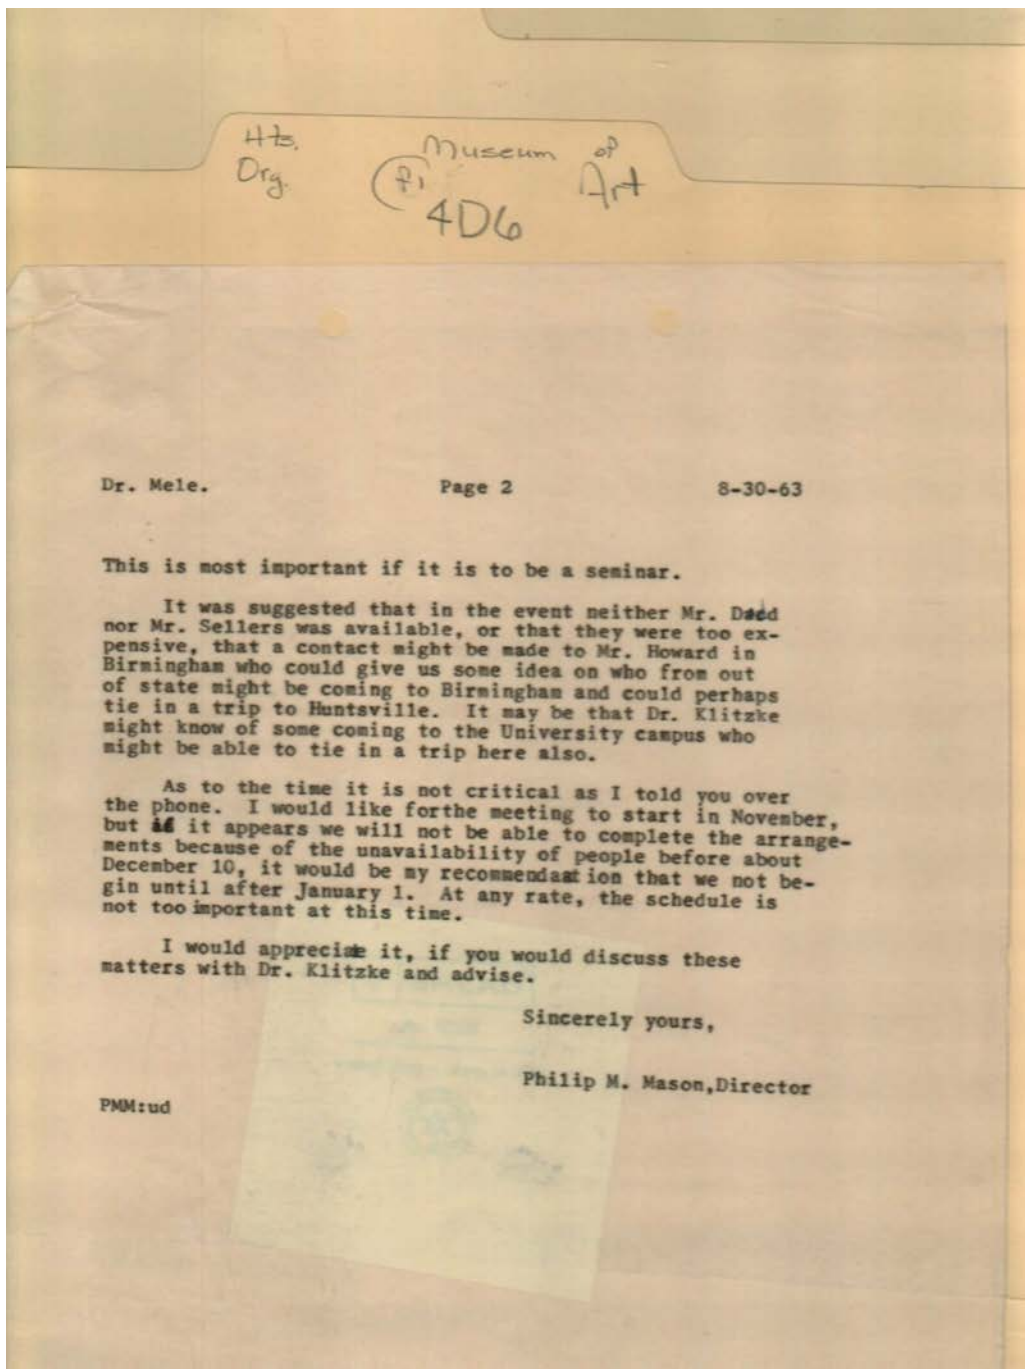 Hts.
Org.
Museum of
Art
4D6
Dr. Mele. Page 2 8-30-63
This is most important if it is to be a seminar.
It was suggested that in the event neither Mr.
nor Mr. Sellers was available, or that they were too ex-
pensive, that a contact might be made to Mr. Howard in
Birmingham who could give us some idea on who from out
of state might be coming to Birmingham and could perhaps
tie in a trip to Huntsville. It may be that Dr. Klitzke
might know of some coming to the University campus who
might be able to tie in a trip here also.
As to the time it is not critical as I told you over
the phone. I would like forthe meeting to start in November,
but if it appears we will not be able to complete the arrange-
ments because of the unavailability of people before about
December 10, it would be my recommendaation that we not be-
gin until after January 1. At any rate, the schedule is
not too important at this time.
I would appreciate it, if you would discuss these
matters with Dr. Klitzke and advise.
Sincerely yours,
Philip M. Mason,Director
PMM:ud